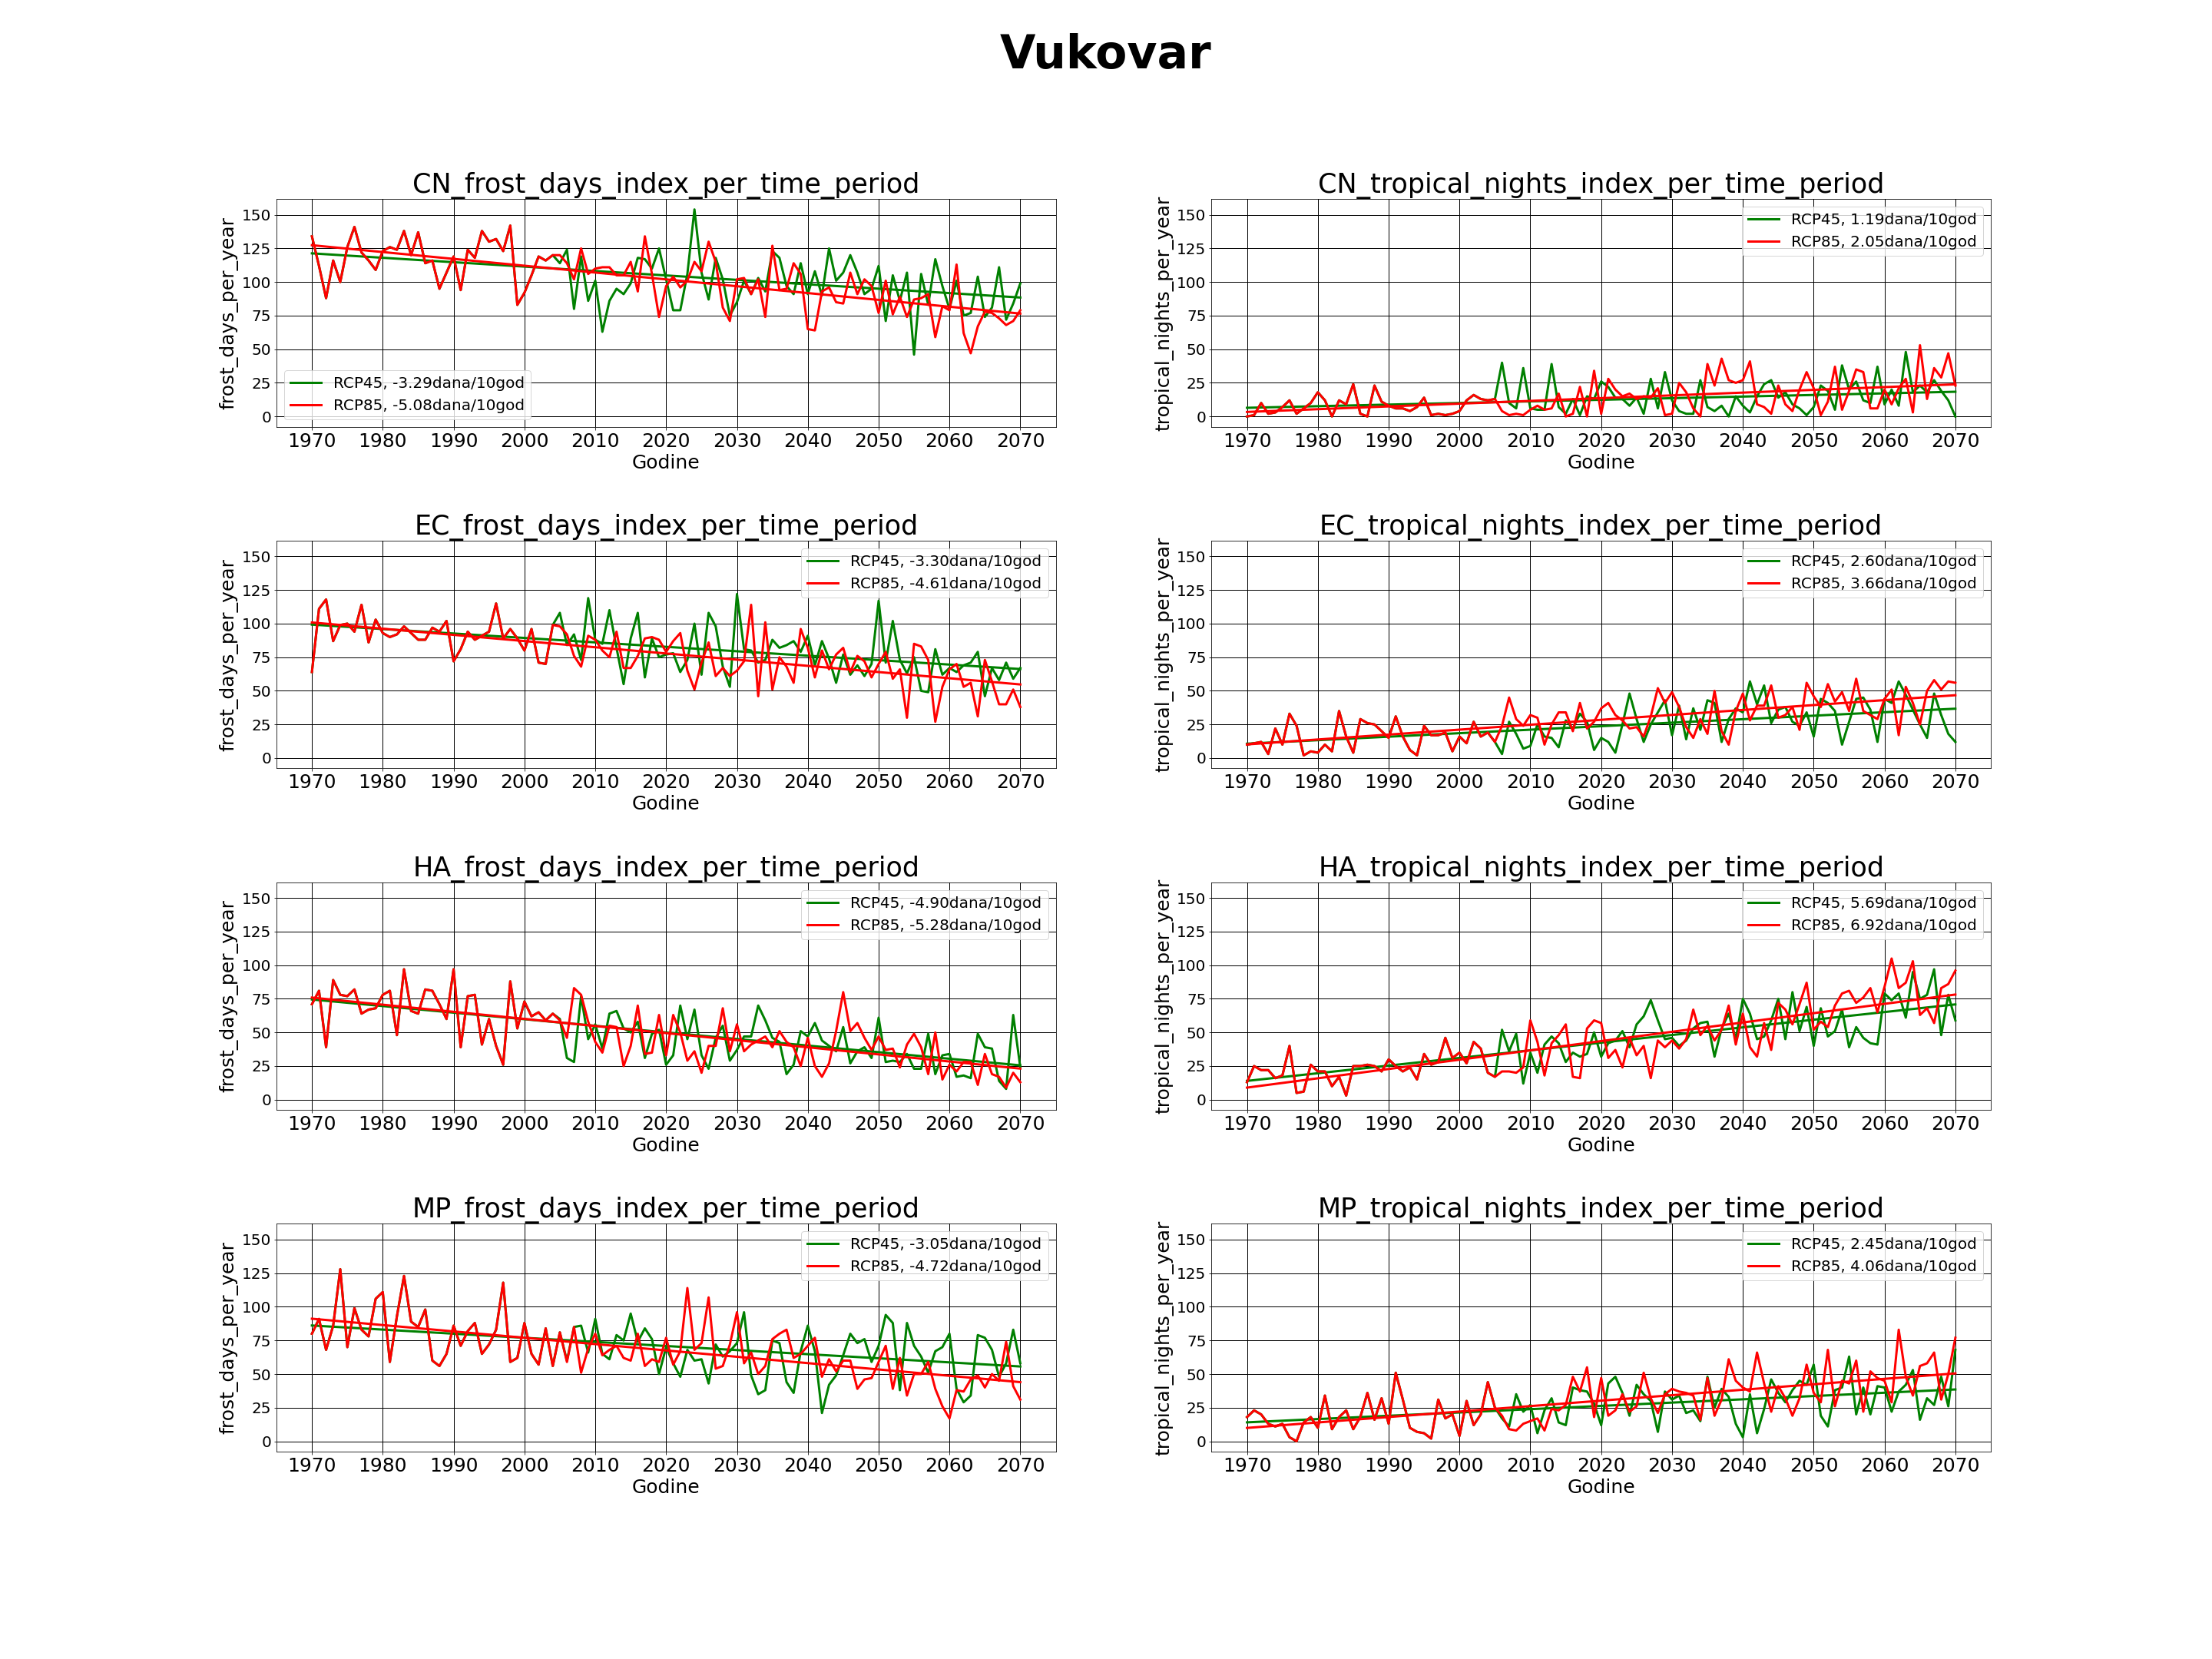 Vukovar
CN_frost_days_index_per_time_period
frost_days_per_year
150
125
100
75
50
25
0
RCP45, -3.29dana/10god
RCP85, -5.08dana/10god
1970 1980 1990 2000 2010 2020 2030 2040 2050 2060 2070
Godine
CN_tropical_nights_index_per_time_period
tropical_nights_per_year
150
125
100
75
50
25
0
RCP45, 1.19dana/10god
RCP85, 2.05dana/10god
1970 1980 1990 2000 2010 2020 2030 2040 2050 2060 2070
Godine
EC_frost_days_index_per_time_period
frost_days_per_year
150
125
100
75
50
25
0
RCP45, -3.30dana/10god
RCP85, -4.61dana/10god
1970 1980 1990 2000 2010 2020 2030 2040 2050 2060 2070
Godine
EC_tropical_nights_index_per_time_period
tropical_nights_per_year
150
125
100
75
50
25
0
RCP45, 2.60dana/10god
RCP85, 3.66dana/10god
1970 1980 1990 2000 2010 2020 2030 2040 2050 2060 2070
Godine
HA_frost_days_index_per_time_period
frost_days_per_year
150
125
100
75
50
25
0
RCP45, -4.90dana/10god
RCP85, -5.28dana/10god
1970 1980 1990 2000 2010 2020 2030 2040 2050 2060 2070
Godine
HA_tropical_nights_index_per_time_period
tropical_nights_per_year
150
125
100
75
50
25
0
RCP45, 5.69dana/10god
RCP85, 6.92dana/10god
1970 1980 1990 2000 2010 2020 2030 2040 2050 2060 2070
Godine
MP_frost_days_index_per_time_period
frost_days_per_year
150
125
100
75
50
25
0
RCP45, -3.05dana/10god
RCP85, -4.72dana/10god
1970 1980 1990 2000 2010 2020 2030 2040 2050 2060 2070
Godine
MP_tropical_nights_index_per_time_period
tropical_nights_per_year
150
125
100
75
50
25
0
RCP45, 2.45dana/10god
RCP85, 4.06dana/10god
1970 1980 1990 2000 2010 2020 2030 2040 2050 2060 2070
Godine